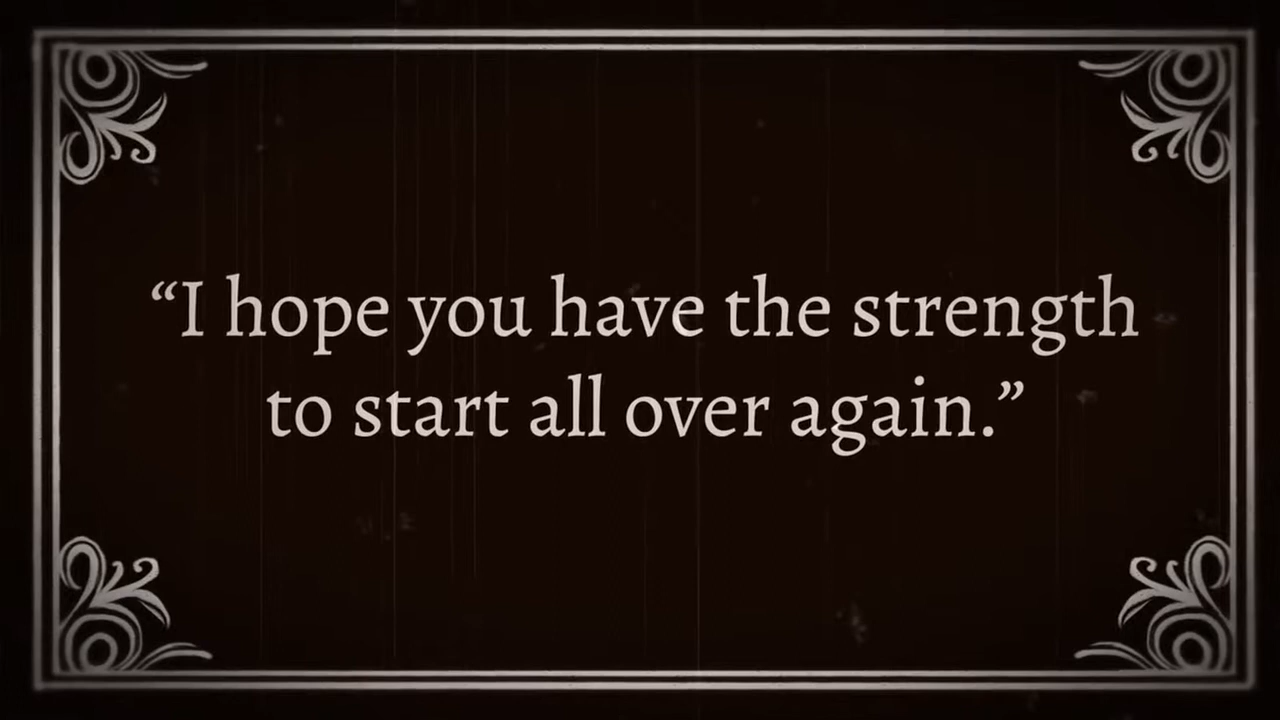 “I hope you have the strength
to start all over again.”